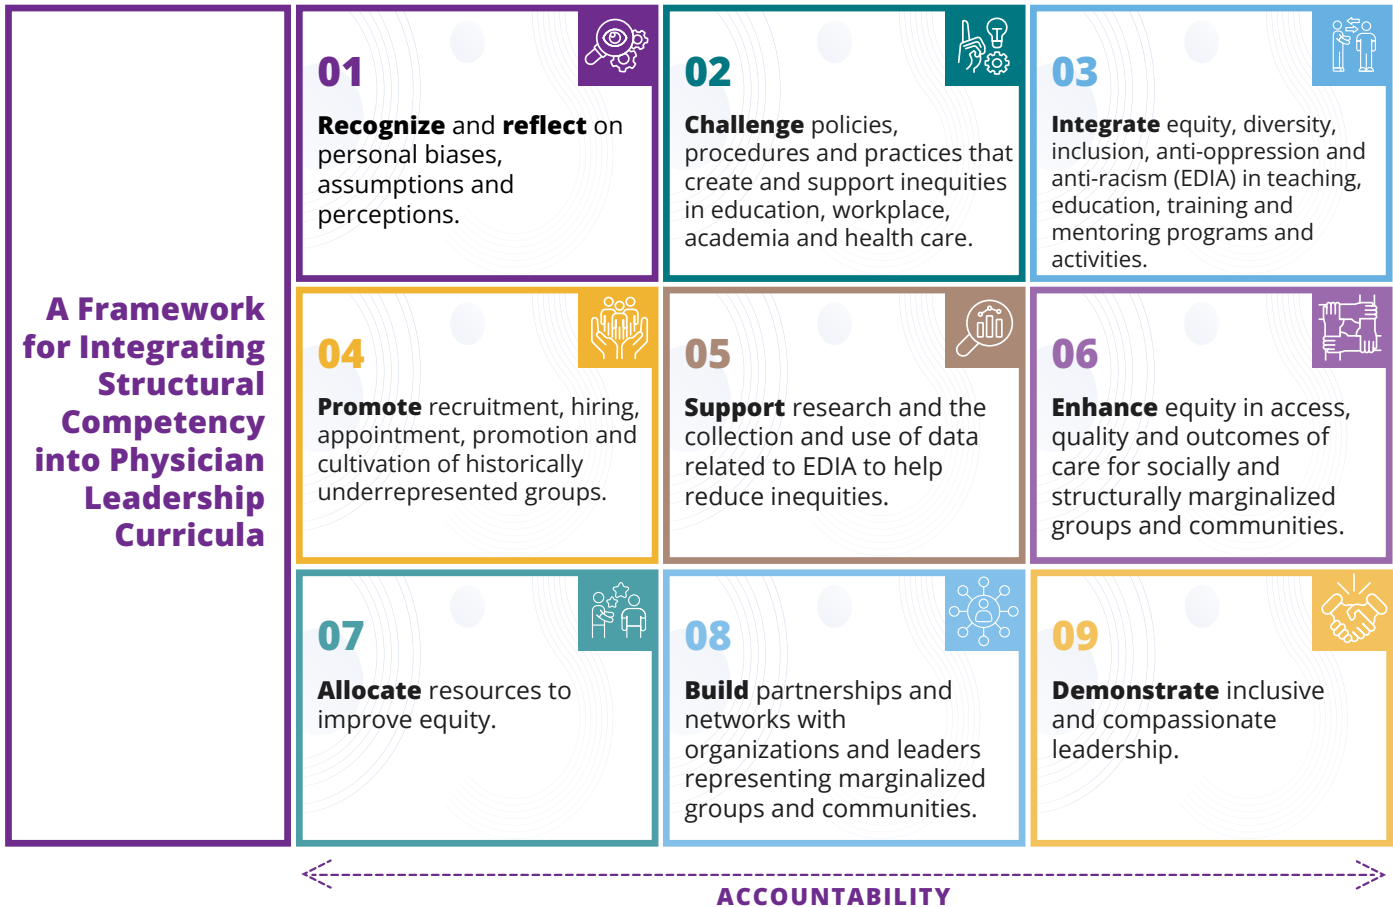 A Framework
for Integrating
Structural
Competency
into Physician
Leadership
Curricula
01
Recognize and reflect on
personal biases,
assumptions and
perceptions.
02
Challenge policies,
procedures and practices that
create and support inequities
in education, workplace,
academia and health care.
03
Integrate equity, diversity,
inclusion, anti-oppression and
anti-racism (EDIA) in teaching,
education, training and
mentoring programs and
activities.
04
Promote recruitment, hiring,
appointment, promotion and
cultivation of historically
underrepresented groups.
05
Support research and the
collection and use of data
related to EDIA to help
reduce inequities.
06
Enhance equity in access,
quality and outcomes of
care for socially and
structurally marginalized
groups and communities.
07
Allocate resources to
improve equity.
08
Build partnerships and
networks with
organizations and leaders
representing marginalized
groups and communities.
09
Demonstrate inclusive
and compassionate
leadership.
ACCOUNTABILITY